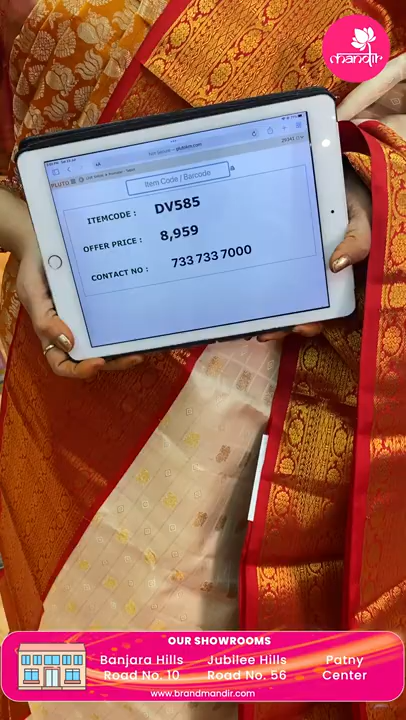 mandir
Item Code / Barcode
ITEMCODE : DV585
OFFER PRICE : 8,959
CONTACT NO : 733 733 7000
OUR SHOWROOMS
Banjara Hills
Road No. 10
Jubilee Hills
Road No. 56
Patny
Center
www.brandmandir.com